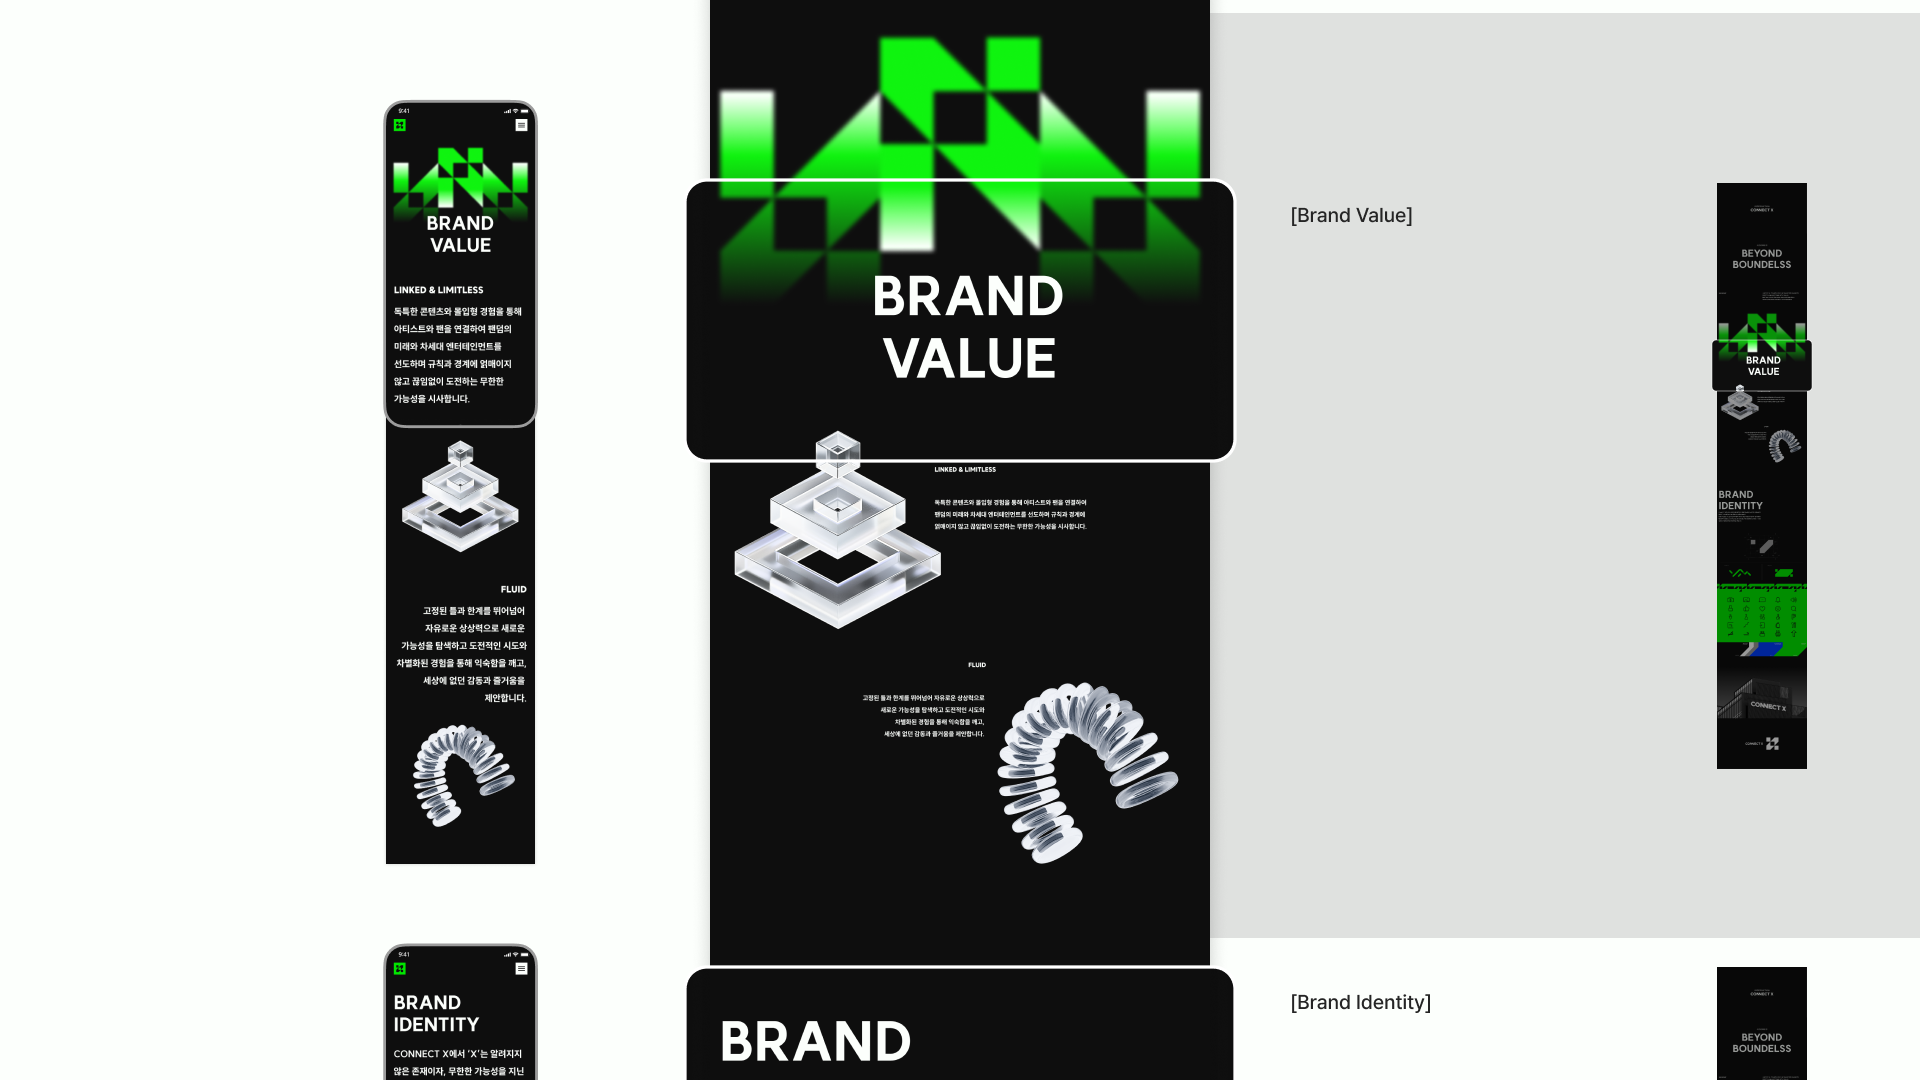 9:41
BRAND
VALUE
LINKED & LIMITLESS
독특한 콘텐츠와 몰입형 경험을 통해
아티스트와 팬을 연결하여 팬덤의
미래와 차세대 엔터테인먼트를
선도하며 규칙과 경계에 얽매이지
않고 끊임없이 도전하는 무한한
가능성을 시사합니다.
FLUID
고정된 틀과 한계를 뛰어넘어
자유로운 상상력으로 새로운
가능성을 탐색하고 도전적인 시도와
차별화된 경험을 통해 익숙함을 깨고,
세상에 없던 감동과 즐거움을
제안합니다.
9:41
BRAND
IDENTITY
CONNECT X에서 ‘X’는 알려지지
않은 존재이자, 무한한 가능성을 지닌
BRAND
VALUE
LINKED & LIMITLESS
독특한 콘텐츠와 몰입형 경험을 통해 아티스트와 팬을 연결하여
팬덤의 미래와 차세대 엔터테인먼트를 선도하며 규칙과 경계에
얽매이지 않고 끊임없이 도전하는 무한한 가능성을 시사합니다.
FLUID
고정된 틀과 한계를 뛰어넘어 자유로운 상상력으로
새로운 가능성을 탐색하고 도전적인 시도와
차별화된 경험을 통해 익숙함을 깨고,
세상에 없던 감동과 즐거움을 제안합니다.
BRAND
[Brand Value]
[Brand Identity]
CONNECT X
BEYOND
BOUNDELSS
BRAND
VALUE
BRAND
IDENTITY
CONNECT X
CONNECT X
CONNECT X
BEYOND
BOUNDELSS